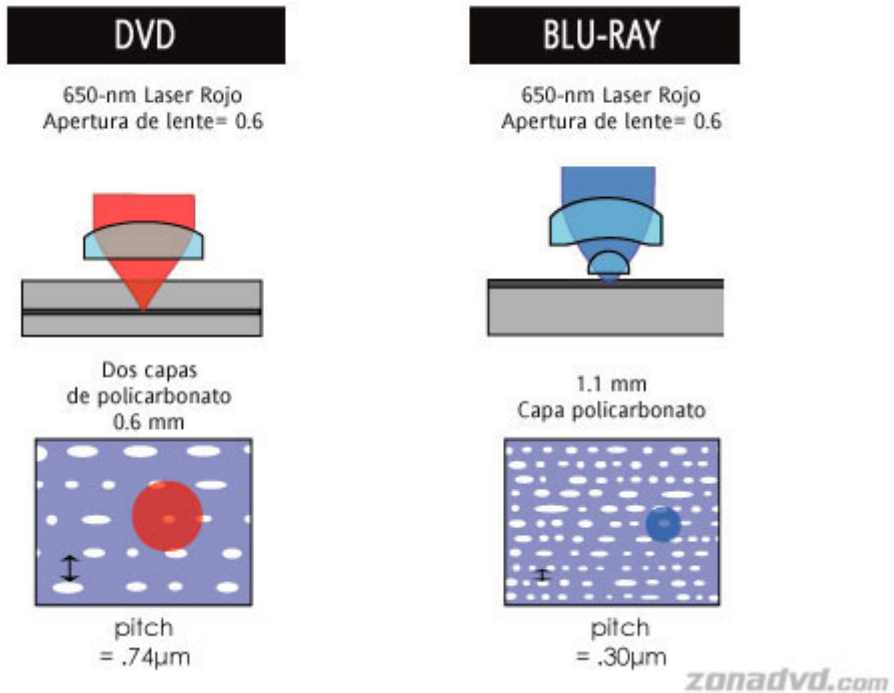 DVD
650-nm Laser Rojo
Apertura de lente= 0.6
Dos capas
de policarbonato
0.6 mm
pitch
= .74µm
BLU-RAY
650-nm Laser Rojo
Apertura de lente= 0.6
1.1 mm
Capa policarbonato
pitch
= .30µm
zonadvd.com